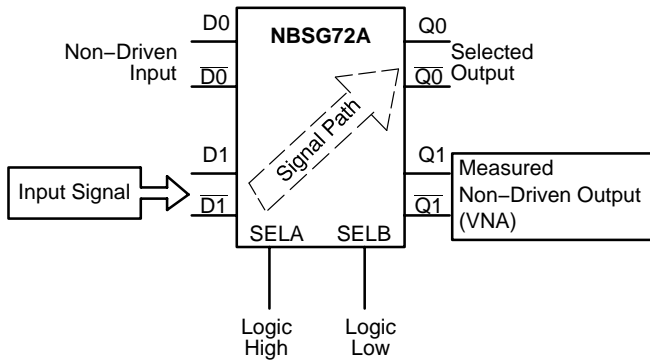 D0
NBSG72A
Q0
Non−Driven
Input
Selected
Output
D0
Q0
Signal Path
D1
Q1
Input Signal
Measured
Non−Driven Output
(VNA)
D1
Q1
SELA
SELB
Logic
High
Logic
Low